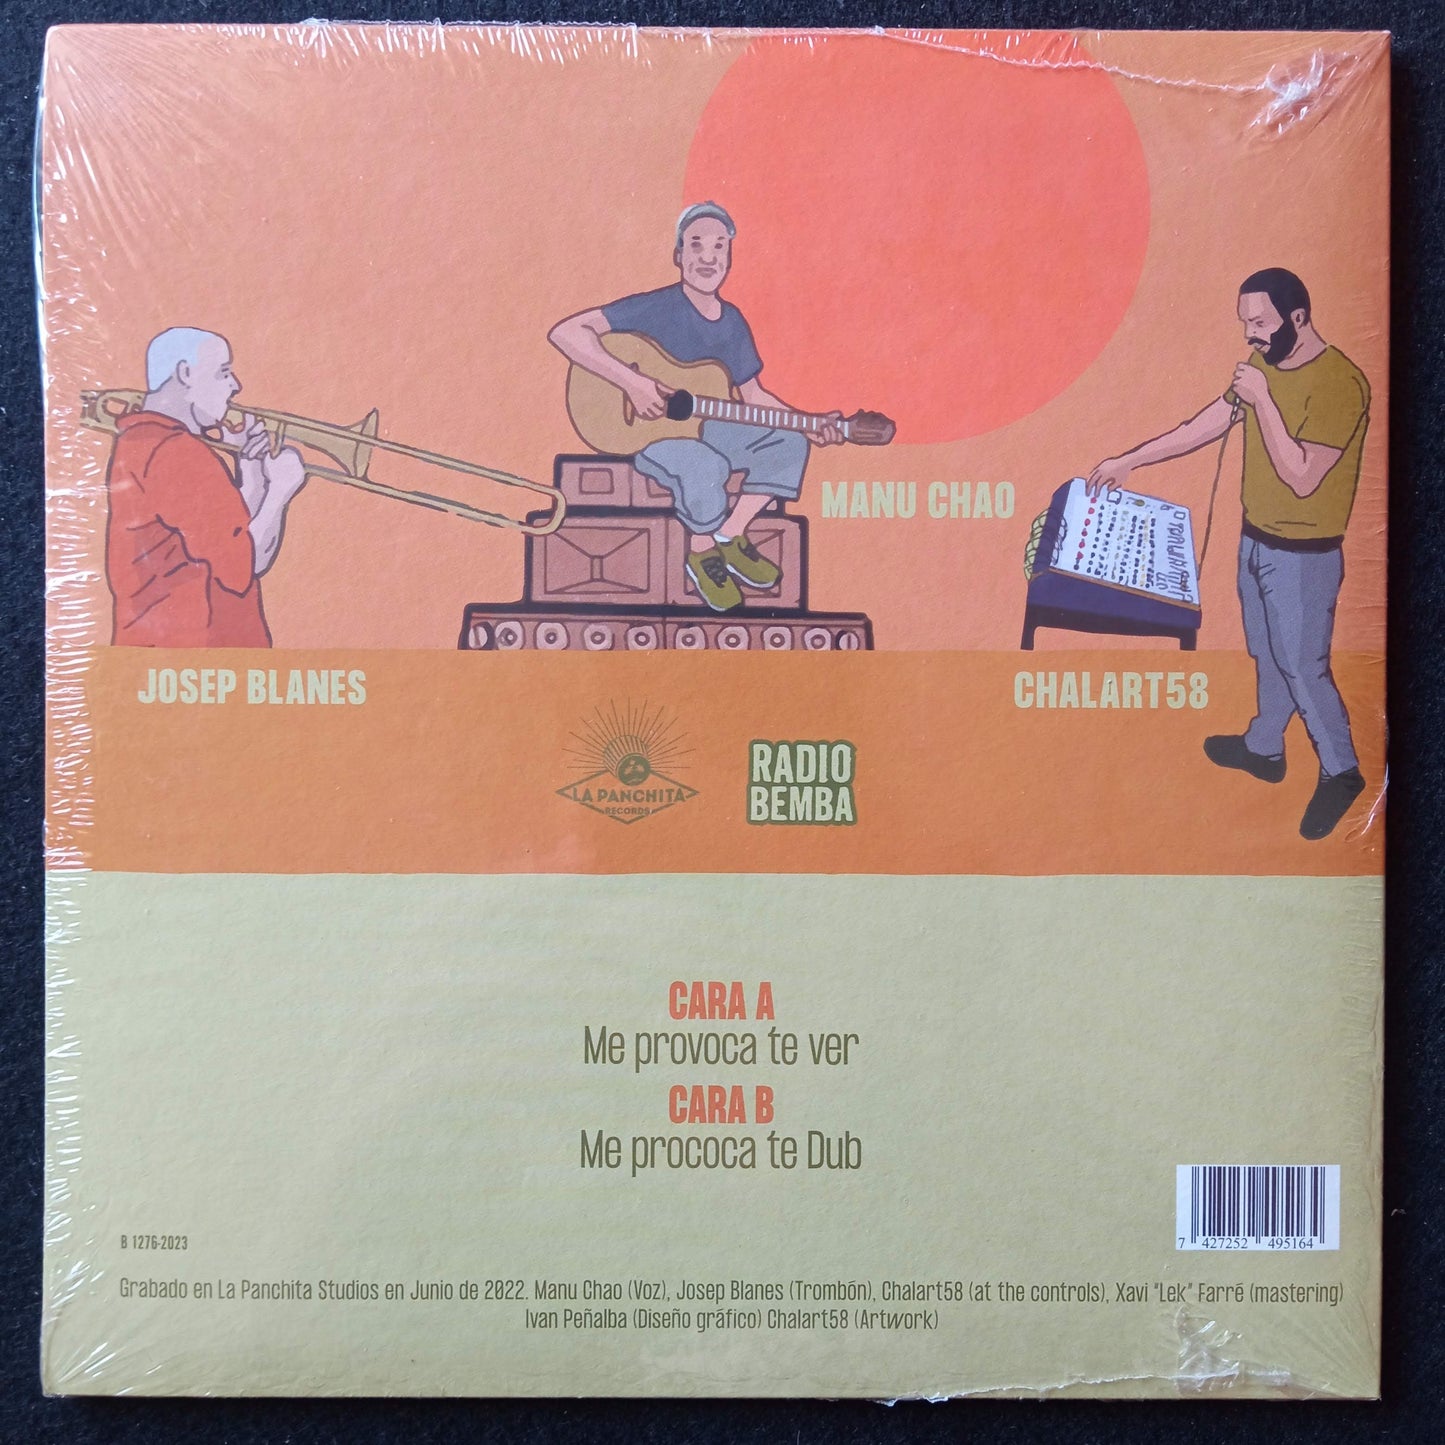 MANU CHAO
JOSEP BLANES
CHALART58
LA PANCHITA
RECORDS
RADIO
BEMBA
CARA A
Me provoca te ver
CARA B
Me prococa te Dub
B 1276-2023
7 427252 495164
Grabado en La Panchita Studios en Junio de 2022. Manu Chao (Voz), Josep Blanes (Trombón), Chalart58 (at the controls), Xavi "Lek" Farré (mastering)
Ivan Peñalba (Diseño gráfico) Chalart58 (Artwork)